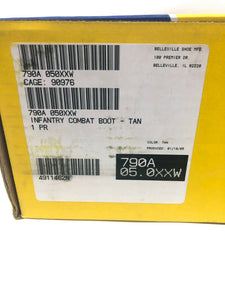 790A 050XXW
CAGE: 90976
790A 050XXW
INFANTRY COMBAT BOOT - TAN
1 PR
BELLEVILLE SHOE MFG.
100 PREMIER DR.
BELLEVILLE, IL 62220
COLOR: TAN
PRODUCED:
790A
05.0XXW